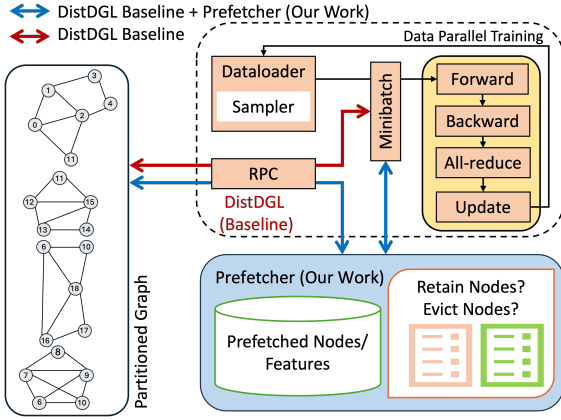 DistDGL Baseline + Prefetcher (Our Work)
DistDGL Baseline
Data Parallel Training
Dataloader
Sampler
Minibatch
Forward
Backward
All-reduce
Update
RPC
DistDGL
(Baseline)
Partitioned Graph
3
1
4
2
0
11
11
12
15
13
14
6
10
18
17
16
8
7
9
6
10
Prefetcher (Our Work)
Prefetched Nodes/
Features
Retain Nodes?
Evict Nodes?